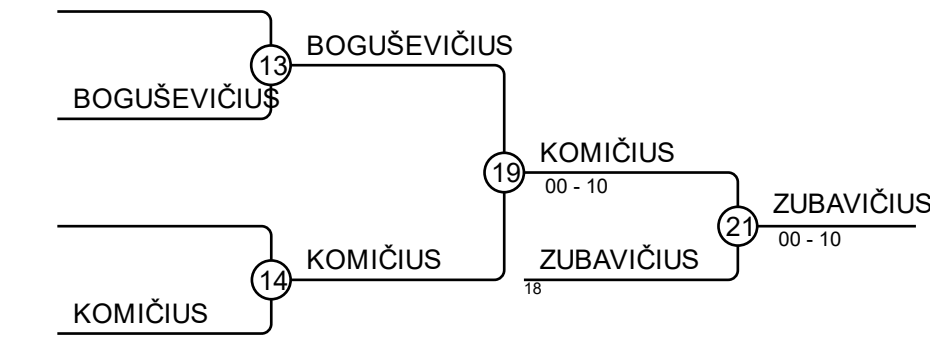 BOGUŠEVIČIUS
13
BOGUŠEVIČIUS
KOMIČIUS
19
00 - 10
ZUBAVIČIUS
21
00 - 10
KOMIČIUS
ZUBAVIČIUS
14
18
KOMIČIUS